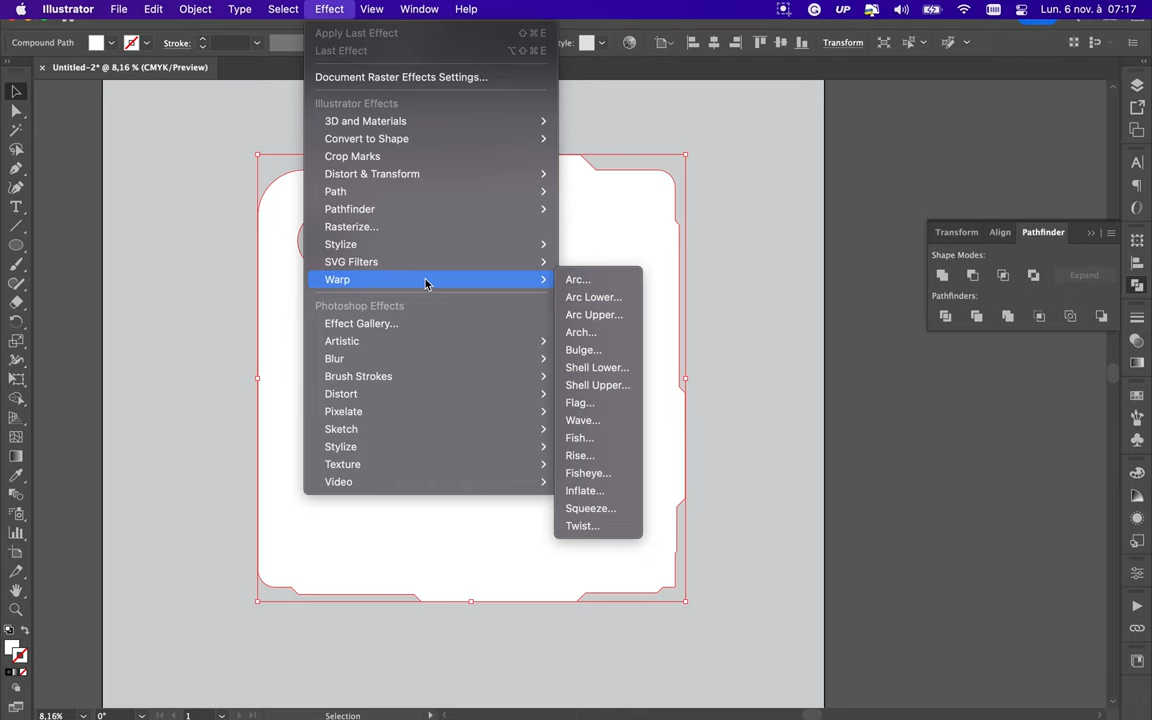 Illustrator File Edit Object Type Select Effect View Window Help UP Lun. 6 nov. à 07:17
Compound Path Stroke: Transform
Untitled-2* @ 8,16 % (CMYK/Preview)
Apply Last Effect ⇧⌘E
Last Effect ⌥⇧⌘E
Document Raster Effects Settings...
Illustrator Effects
3D and Materials
Convert to Shape
Crop Marks
Distort & Transform
Path
Pathfinder
Rasterize...
Stylize
SVG Filters
Warp
Photoshop Effects
Effect Gallery...
Artistic
Blur
Brush Strokes
Distort
Pixelate
Sketch
Stylize
Texture
Video
Arc...
Arc Lower...
Arc Upper...
Arch...
Bulge...
Shell Lower...
Shell Upper...
Flag...
Wave...
Fish...
Rise...
Fisheye...
Inflate...
Squeeze...
Twist...
Transform Align Pathfinder
Shape Modes:
Expand
Pathfinders:
8,16% 0° 1 Selection